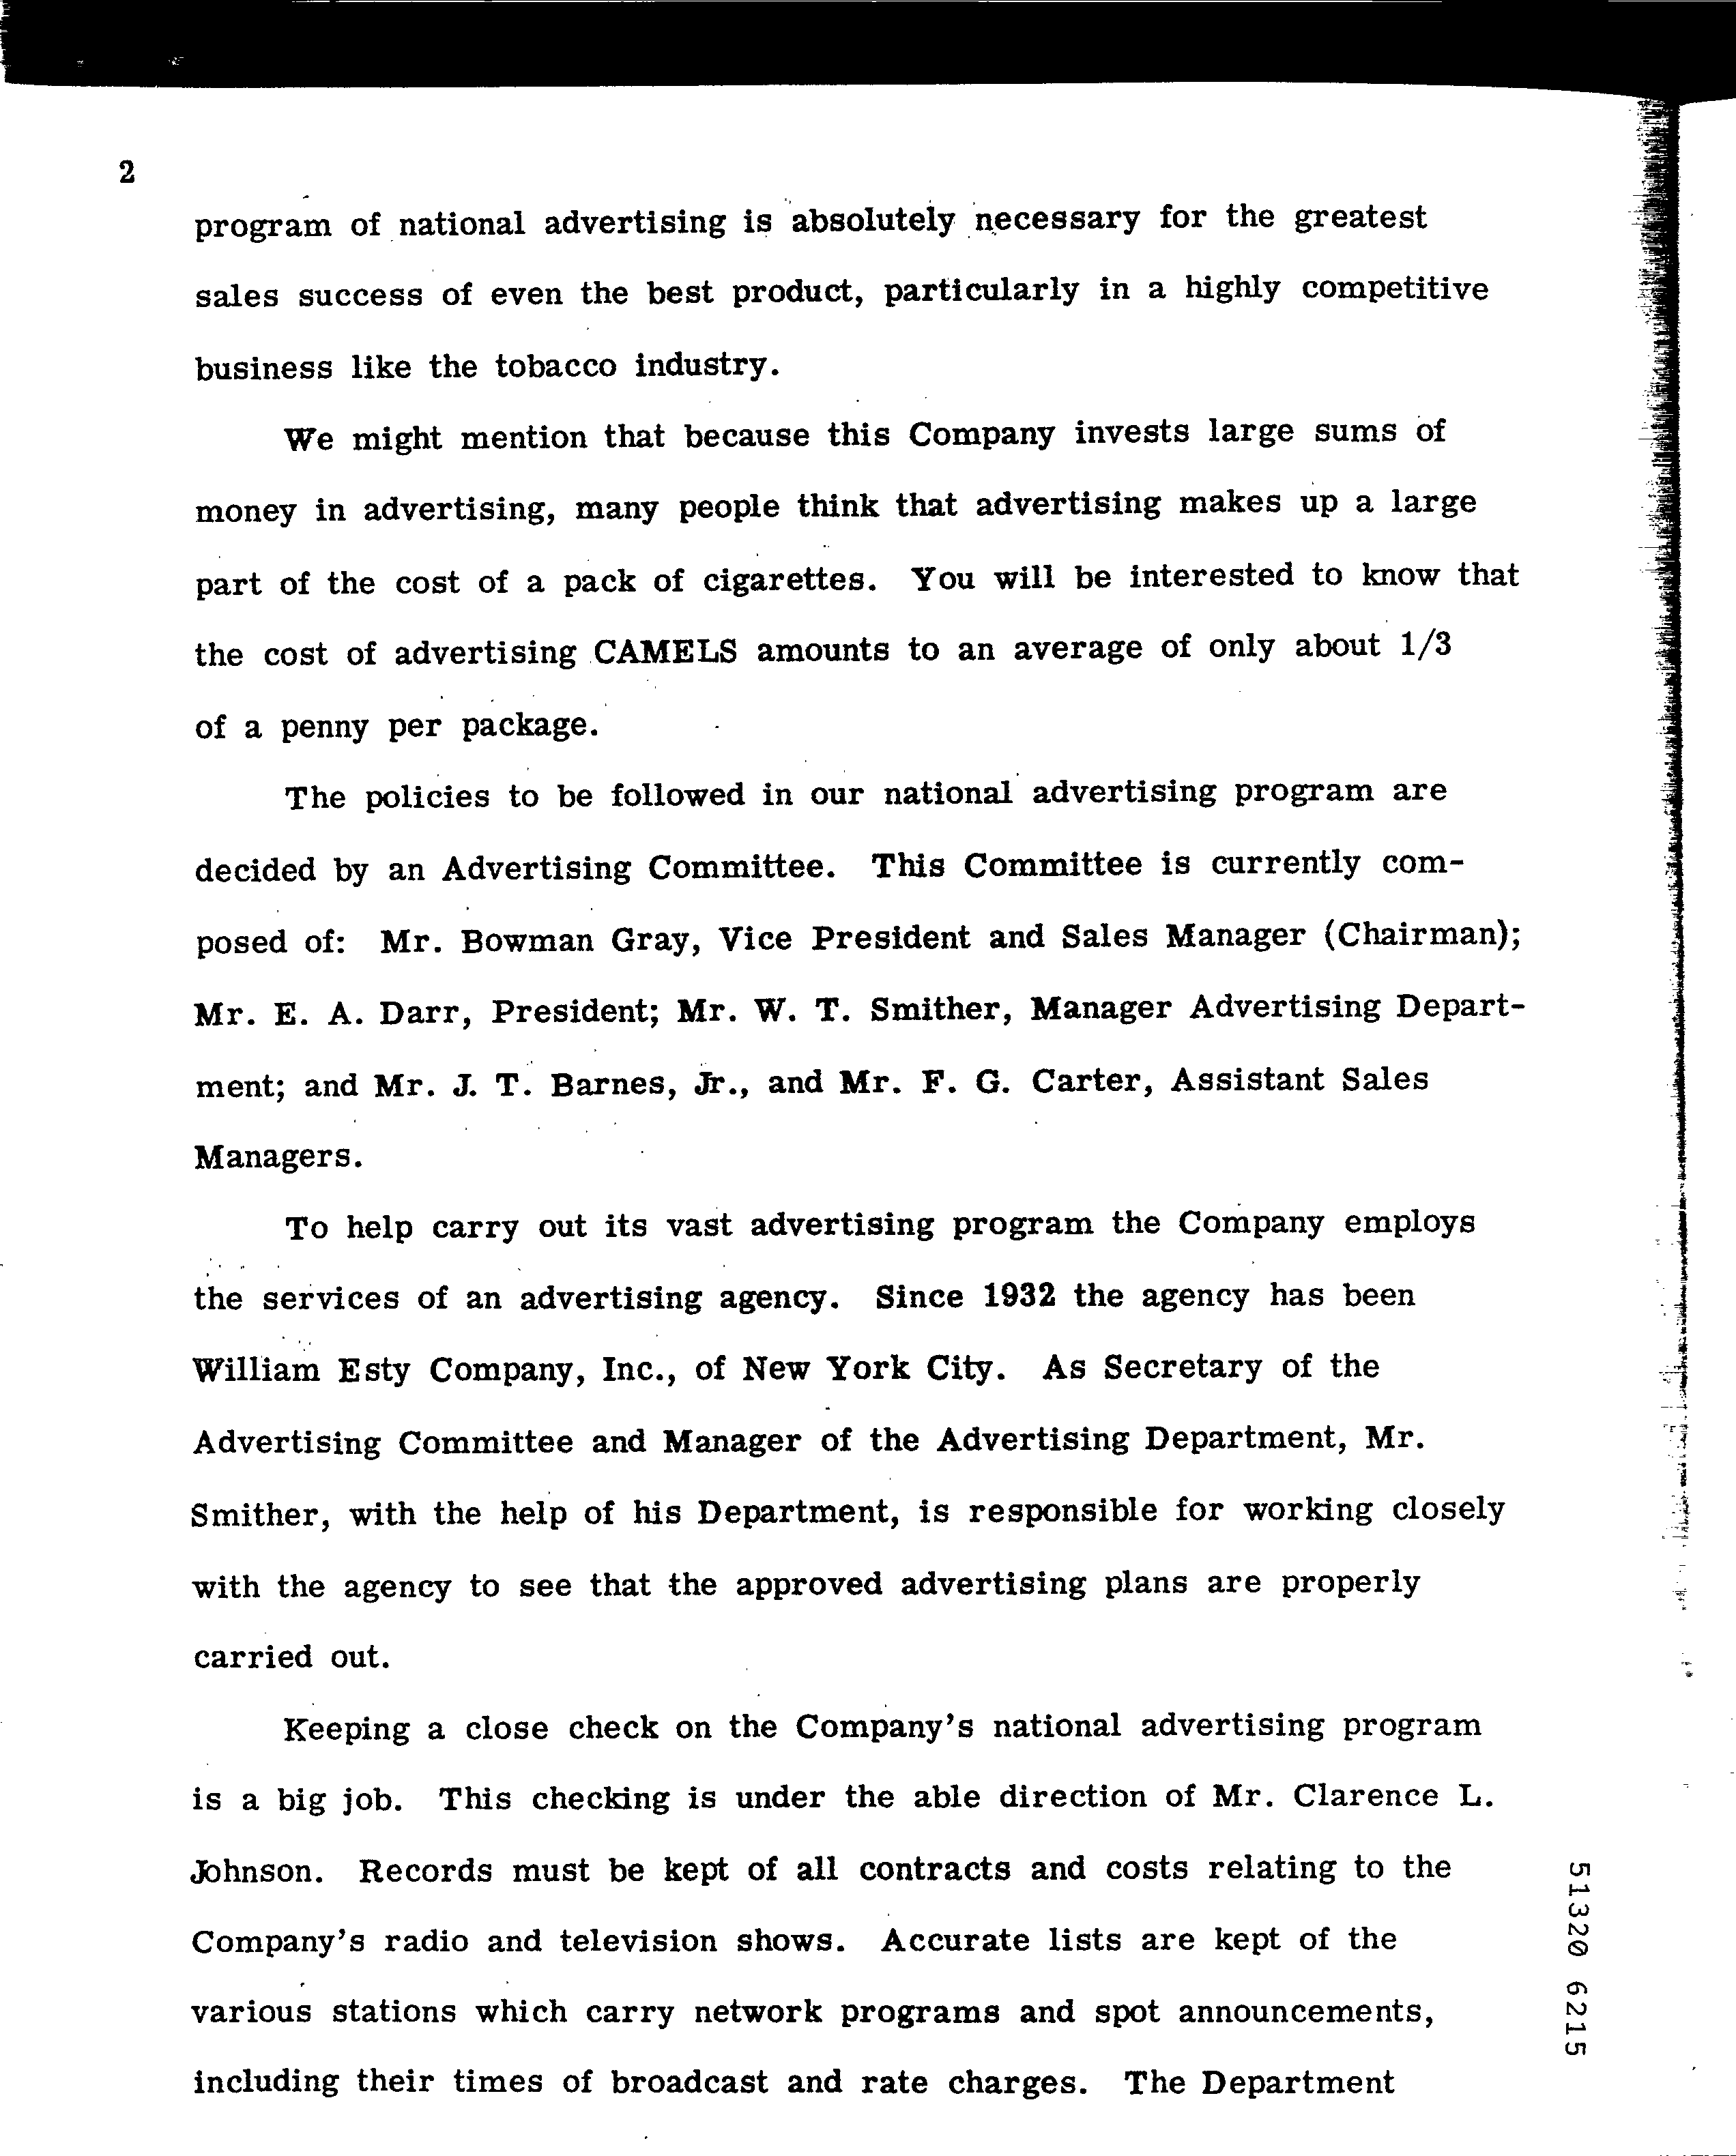 2
program of national advertising is absolutely necessary for the greatest
sales success of even the best product, particularly in a highly competitive
business like the tobacco industry.
We might mention that because this Company invests large sums of
money in advertising, many people think that advertising makes up a large
part of the cost of a pack of cigarettes. You will be interested to know that
the cost of advertising CAMELS amounts to an average of only about 1/3
of a penny per package.
The policies to be followed in our national advertising program are
decided by an Advertising Committee. This Committee is currently com-
posed of: Mr. Bowman Gray, Vice President and Sales Manager (Chairman);
Mr. E. A. Darr, President; Mr. W. T. Smither, Manager Advertising Depart-
ment; and Mr. J. T. Barnes, Jr., and Mr. F. G. Carter, Assistant Sales
Managers.
To help carry out its vast advertising program the Company employs
the services of an advertising agency. Since 1932 the agency has been
William Esty Company, Inc., of New York City. As Secretary of the
Advertising Committee and Manager of the Advertising Department, Mr.
Smither, with the help of his Department, is responsible for working closely
with the agency to see that the approved advertising plans are properly
carried out.
Keeping a close check on the Company's national advertising program
is a big job. This checking is under the able direction of Mr. Clarence L.
Johnson. Records must be kept of all contracts and costs relating to the
Company's radio and television shows. Accurate lists are kept of the
various stations which carry network programs and spot announcements,
including their times of broadcast and rate charges. The Department
51320 6215